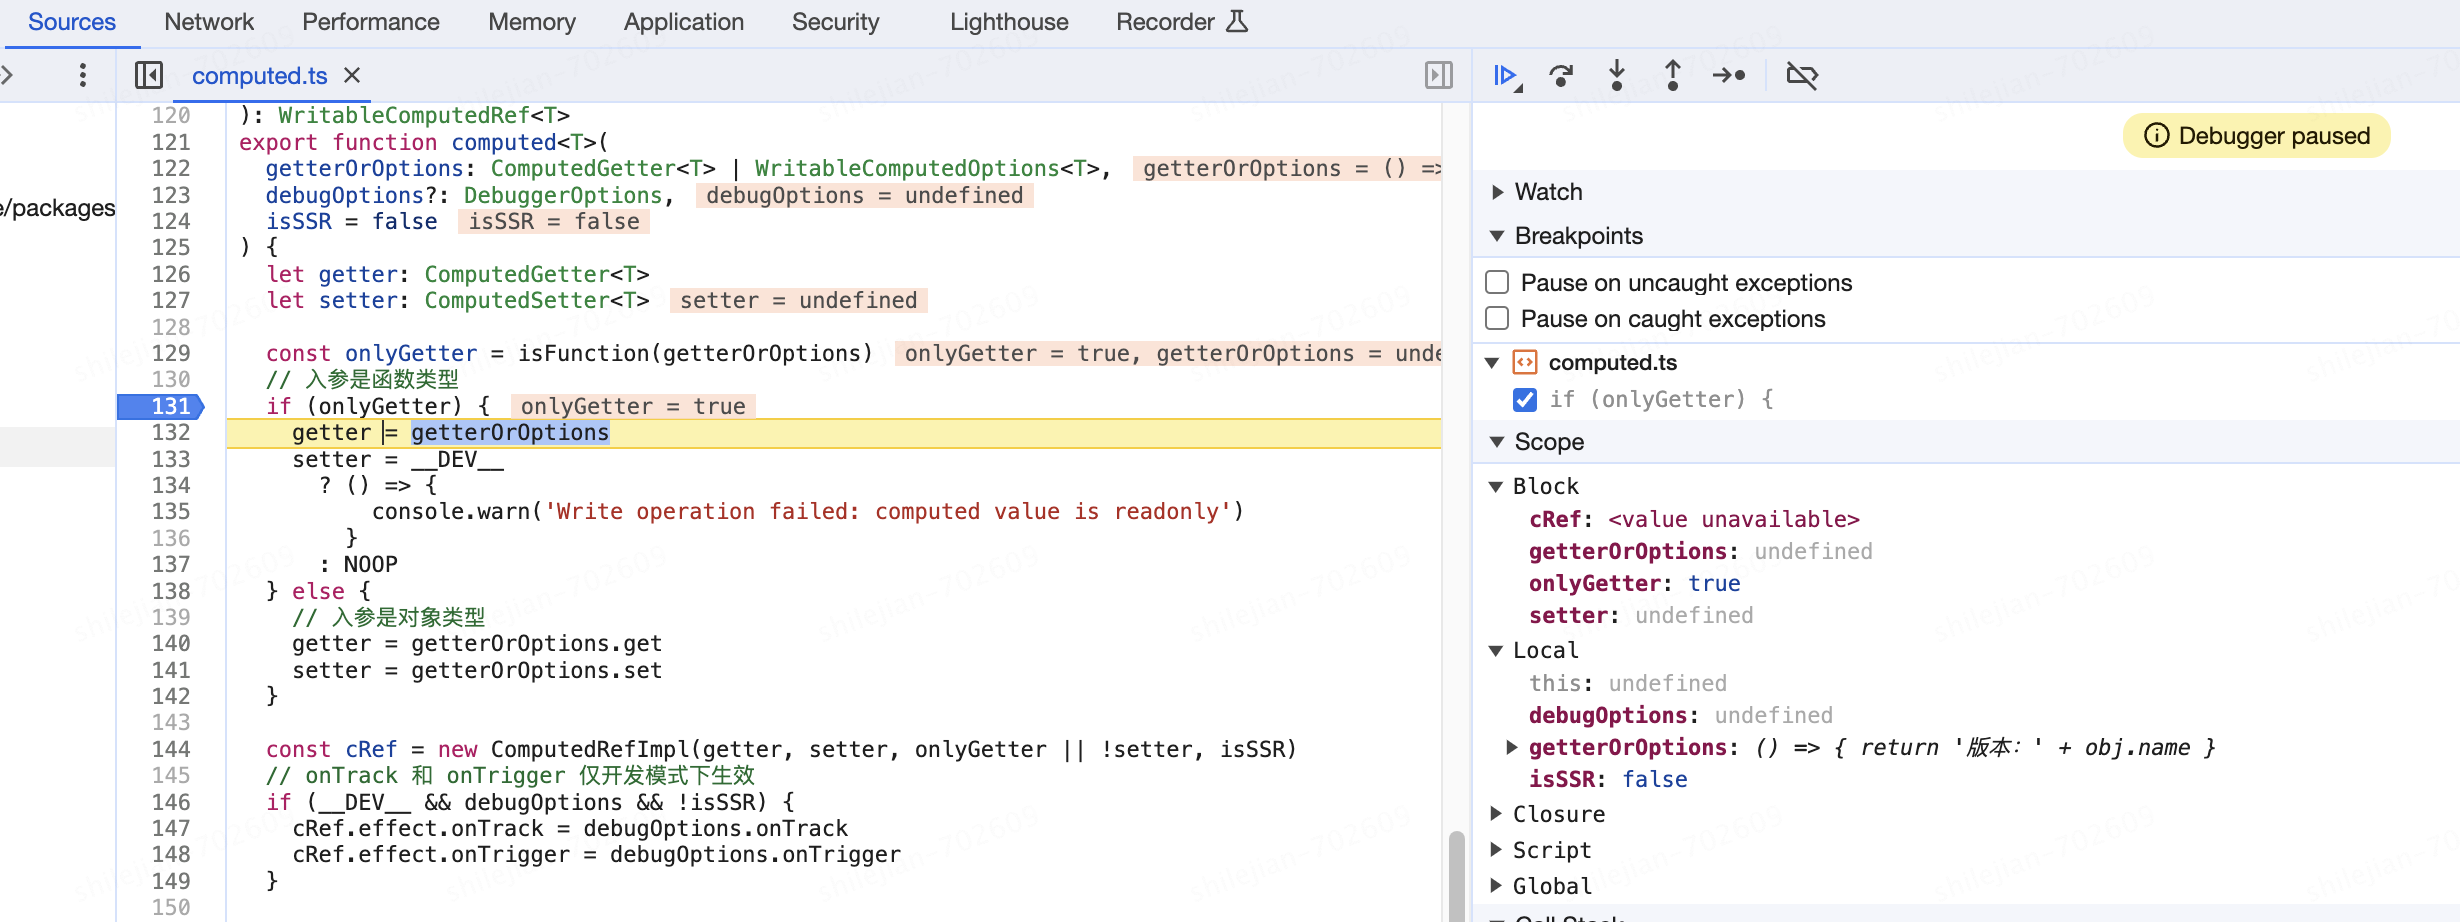 Sources Network Performance Memory Application Security Lighthouse Recorder
computed.ts
e/packages
120 ): WritableComputedRef<T>
121 export function computed<T>(
122 getterOrOptions: ComputedGetter<T> | WritableComputedOptions<T>, getterOrOptions = () =>
123 debugOptions?: DebuggerOptions, debugOptions = undefined
124 isSSR = false isSSR = false
125 ) {
126 let getter: ComputedGetter<T>
127 let setter: ComputedSetter<T> setter = undefined
128
129 const onlyGetter = isFunction(getterOrOptions) onlyGetter = true, getterOrOptions = unde
130 // 入参是函数类型
131 if (onlyGetter) { onlyGetter = true
132 getter = getterOrOptions
133 setter = __DEV__
134 ? () => {
135 console.warn('Write operation failed: computed value is readonly')
136 }
137 : NOOP
138 } else {
139 // 入参是对象类型
140 getter = getterOrOptions.get
141 setter = getterOrOptions.set
142 }
143
144 const cRef = new ComputedRefImpl(getter, setter, onlyGetter || !setter, isSSR)
145 // onTrack 和 onTrigger 仅开发模式下生效
146 if (__DEV__ && debugOptions && !isSSR) {
147 cRef.effect.onTrack = debugOptions.onTrack
148 cRef.effect.onTrigger = debugOptions.onTrigger
149 }
150
Debugger paused
Watch
Breakpoints
Pause on uncaught exceptions
Pause on caught exceptions
computed.ts
if (onlyGetter) {
Scope
Block
cRef: <value unavailable>
getterOrOptions: undefined
onlyGetter: true
setter: undefined
Local
this: undefined
debugOptions: undefined
getterOrOptions: () => { return '版本：' + obj.name }
isSSR: false
Closure
Script
Global
Call Stack
shilejian-702609